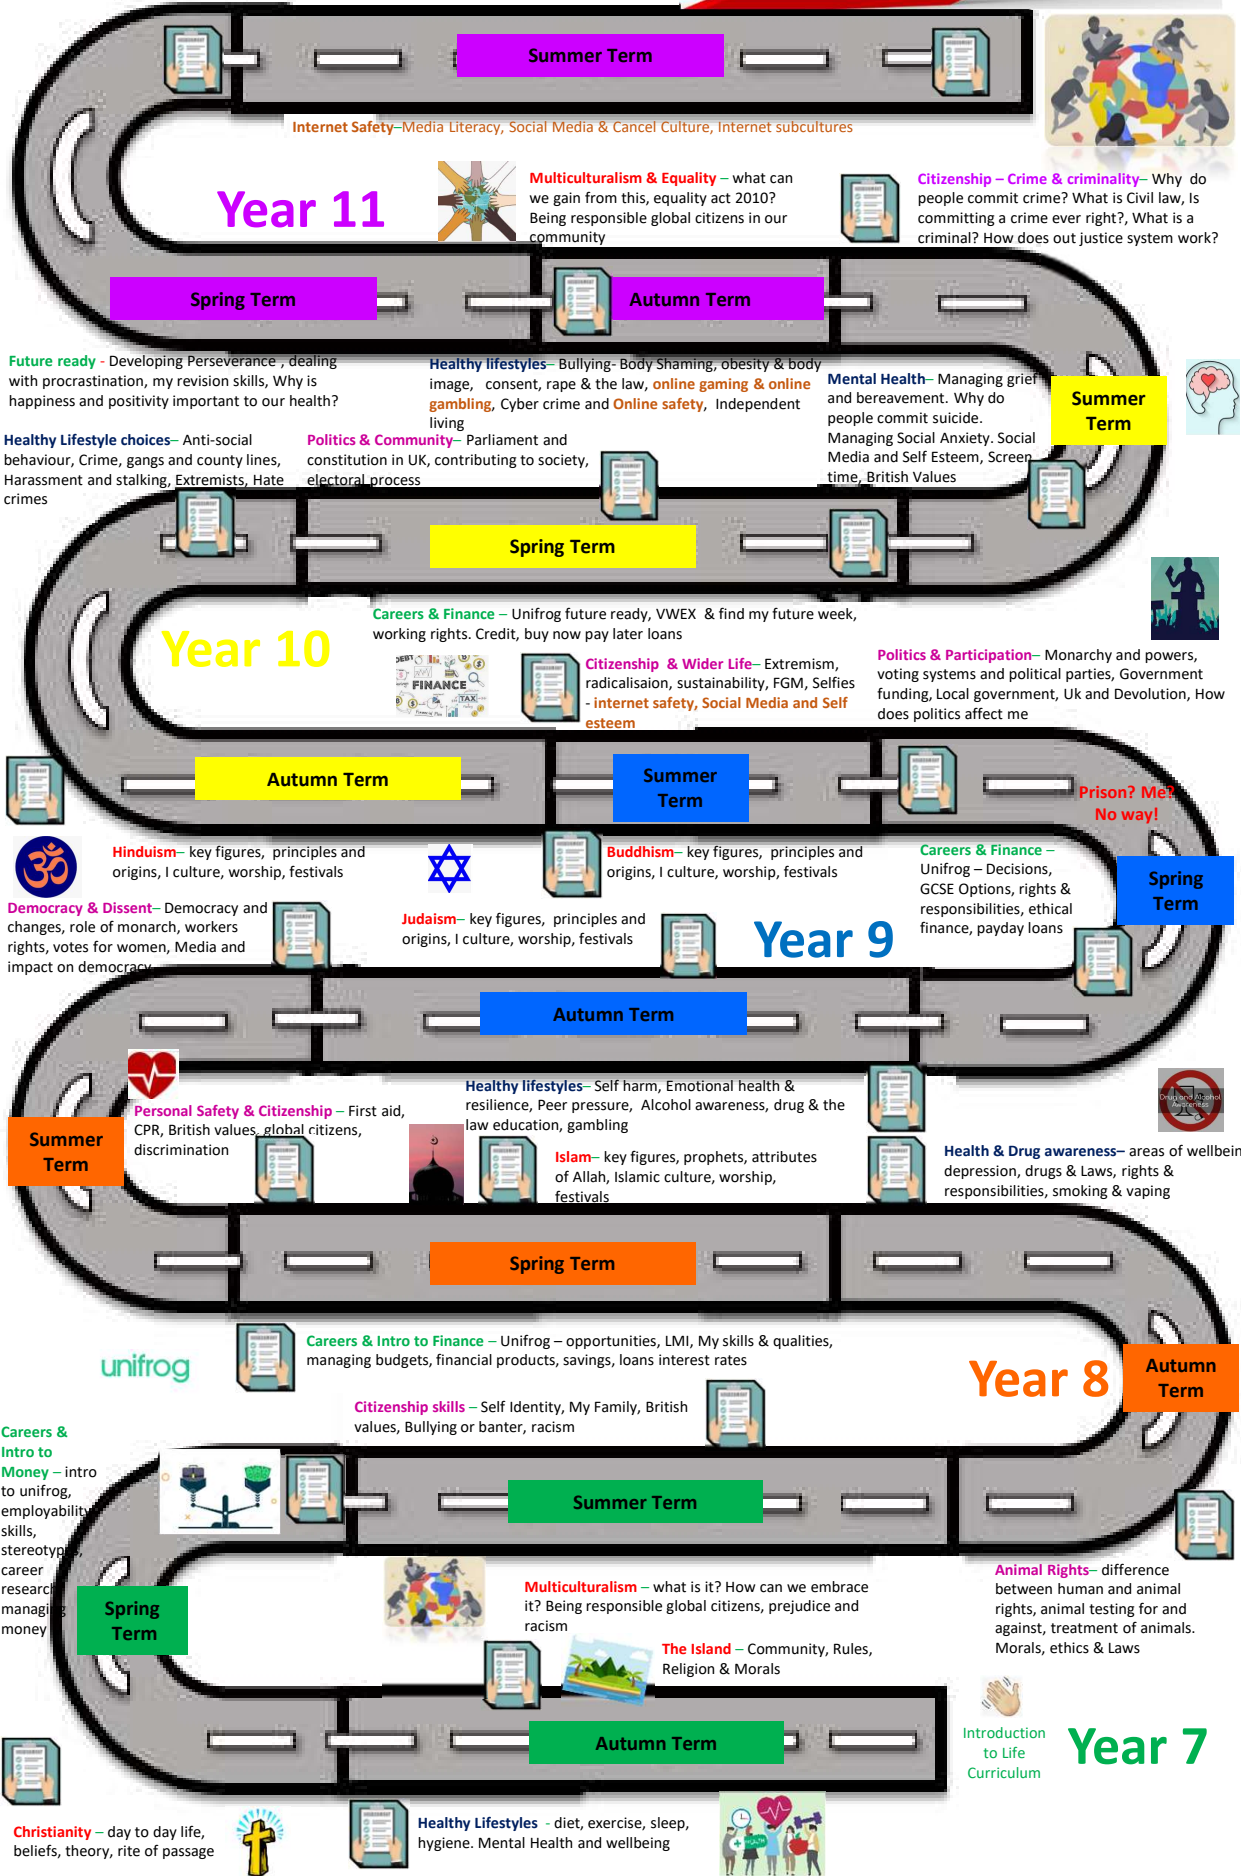 Summer Term
Internet Safety–Media Literacy, Social Media & Cancel Culture, Internet subcultures
Year 11
Multiculturalism & Equality – what can
we gain from this, equality act 2010?
Being responsible global citizens in our
community
Citizenship – Crime & criminality– Why do
people commit crime? What is Civil law, Is
committing a crime ever right?, What is a
criminal? How does out justice system work?
Spring Term
Autumn Term
Future ready - Developing Perseverance , dealing
with procrastination, my revision skills, Why is
happiness and positivity important to our health?
Healthy lifestyles– Bullying- Body Shaming, obesity & body
image, consent, rape & the law, online gaming & online
gambling, Cyber crime and Online safety, Independent
living
Mental Health– Managing grief
and bereavement. Why do
people commit suicide.
Managing Social Anxiety. Social
Media and Self Esteem, Screen
time, British Values
Summer
Term
Healthy Lifestyle choices– Anti-social
behaviour, Crime, gangs and county lines,
Harassment and stalking, Extremists, Hate
crimes
Politics & Community– Parliament and
constitution in UK, contributing to society,
electoral process
Spring Term
Careers & Finance – Unifrog future ready, VWEX & find my future week,
working rights. Credit, buy now pay later loans
Year 10
DEBT
FINANCE
TAX
Citizenship & Wider Life– Extremism,
radicalisaion, sustainability, FGM, Selfies
- internet safety, Social Media and Self
esteem
Politics & Participation– Monarchy and powers,
voting systems and political parties, Government
funding, Local government, Uk and Devolution, How
does politics affect me
Autumn Term
Summer
Term
Prison? Me?
No way!
Hinduism– key figures, principles and
origins, I culture, worship, festivals
Buddhism– key figures, principles and
origins, I culture, worship, festivals
Careers & Finance –
Unifrog – Decisions,
GCSE Options, rights &
responsibilities, ethical
finance, payday loans
Spring
Term
Democracy & Dissent– Democracy and
changes, role of monarch, workers
rights, votes for women, Media and
impact on democracy
Judaism– key figures, principles and
origins, I culture, worship, festivals
Year 9
Autumn Term
Healthy lifestyles– Self harm, Emotional health &
resilience, Peer pressure, Alcohol awareness, drug & the
law education, gambling
Drug and Alcohol
Awareness
Personal Safety & Citizenship – First aid,
CPR, British values, global citizens,
discrimination
Summer
Term
Islam– key figures, prophets, attributes
of Allah, Islamic culture, worship,
festivals
Health & Drug awareness– areas of wellbein
depression, drugs & Laws, rights &
responsibilities, smoking & vaping
Spring Term
Careers & Intro to Finance – Unifrog – opportunities, LMI, My skills & qualities,
managing budgets, financial products, savings, loans interest rates
unifrog
Year 8
Autumn
Term
Citizenship skills – Self Identity, My Family, British
values, Bullying or banter, racism
Careers &
Intro to
Money – intro
to unifrog,
employability
skills,
stereotypes,
career
research
managing
money
Summer Term
Spring
Term
Multiculturalism – what is it? How can we embrace
it? Being responsible global citizens, prejudice and
racism
Animal Rights– difference
between human and animal
rights, animal testing for and
against, treatment of animals.
Morals, ethics & Laws
The Island – Community, Rules,
Religion & Morals
Autumn Term
Introduction
to Life
Curriculum
Year 7
Christianity – day to day life,
beliefs, theory, rite of passage
Healthy Lifestyles - diet, exercise, sleep,
hygiene. Mental Health and wellbeing
HEALTH